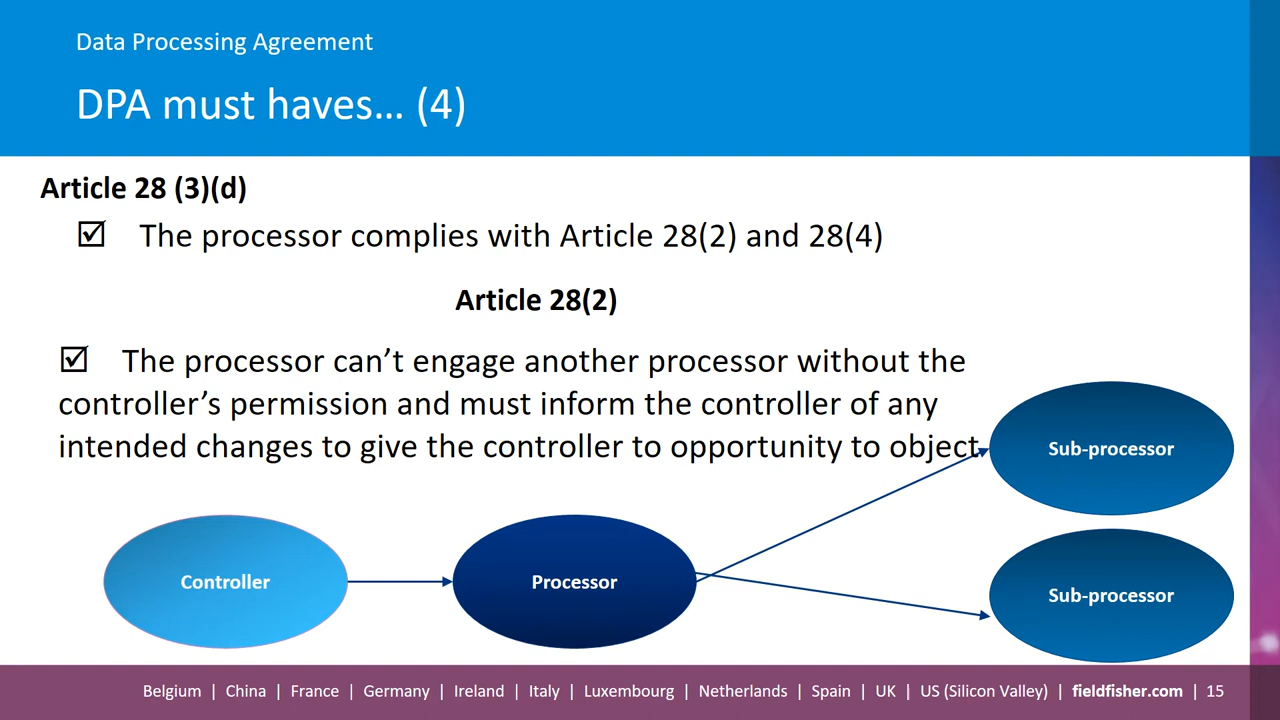 Data Processing Agreement
DPA must haves… (4)
Article 28 (3)(d)
☑ The processor complies with Article 28(2) and 28(4)
Article 28(2)
☑ The processor can’t engage another processor without the
controller’s permission and must inform the controller of any
intended changes to give the controller to opportunity to object
Sub-processor
Controller
Processor
Sub-processor
Belgium | China | France | Germany | Ireland | Italy | Luxembourg | Netherlands | Spain | UK | US (Silicon Valley) | fieldfisher.com | 15